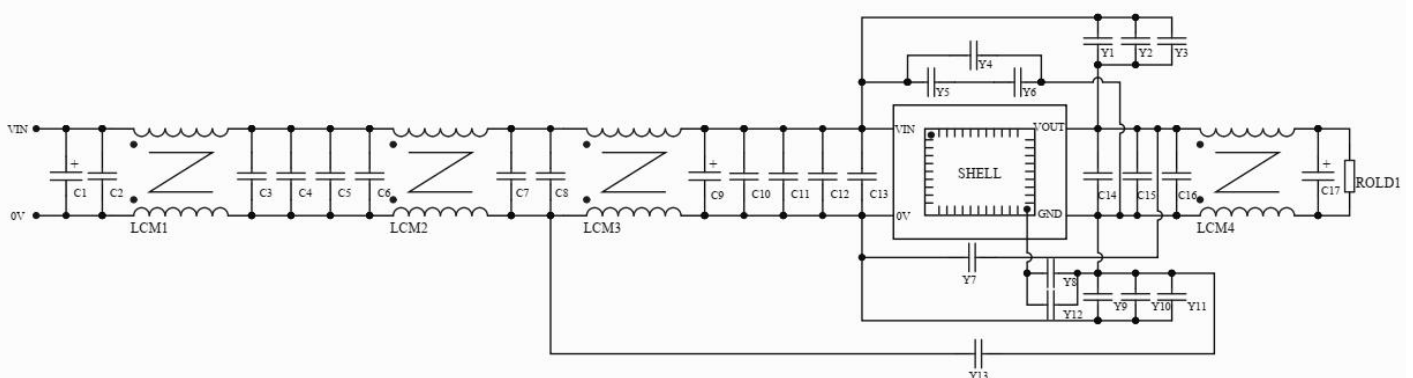 Y1 Y2 Y3
Y4
Y5 Y6
VIN VIN VOUT
SHELL
C1 C2 C3 C4 C5 C6 C7 C8 C9 C10 C11 C12 C13 C14 C15 C16 C17 ROLD1
0V 0V GND
LCM1 LCM2 LCM3 LCM4
Y7 Y8
Y9 Y10 Y11
Y12
Y13